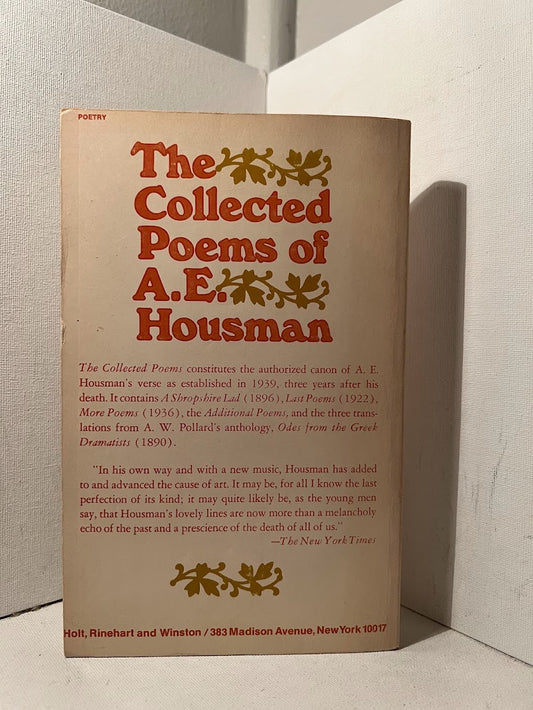 POETRY
The
Collected
Poems of
A.E.
Housman
The Collected Poems constitutes the authorized canon of A. E.
Housman's verse as established in 1939, three years after his
death. It contains A Shropshire Lad (1896), Last Poems (1922),
More Poems (1936), the Additional Poems, and the three trans-
lations from A. W. Pollard's anthology, Odes from the Greek
Dramatists (1890).
"In his own way and with a new music, Housman has added
to and advanced the cause of art. It may be, for all I know the last
perfection of its kind; it may quite likely be, as the young men
say, that Housman's lovely lines are now more than a melancholy
echo of the past and a prescience of the death of all of us."
—The New York Times
Holt, Rinehart and Winston / 383 Madison Avenue, New York 10017